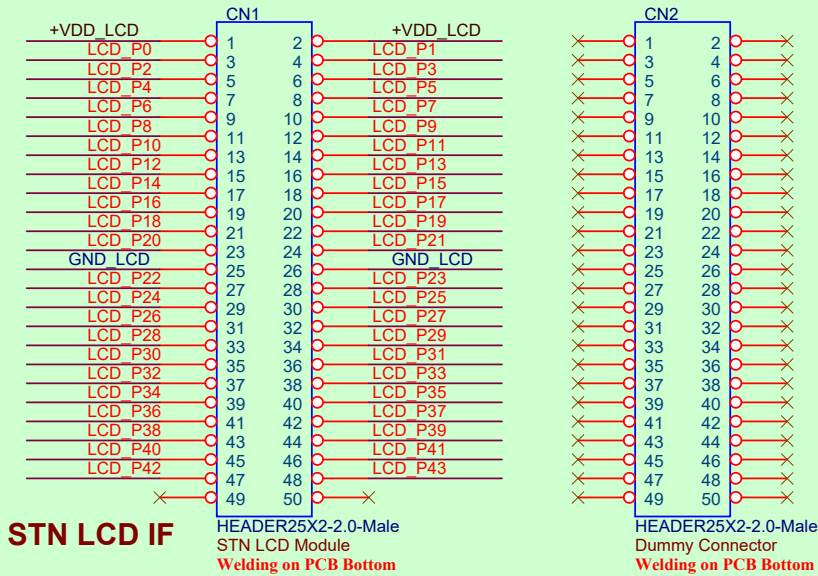 CN1 CN2
+VDD_LCD +VDD_LCD
1 2 1 2
LCD_P0 LCD_P1
3 4 3 4
LCD_P2 LCD_P3
5 6 5 6
LCD_P4 LCD_P5
7 8 7 8
LCD_P6 LCD_P7
9 10 9 10
LCD_P8 LCD_P9
11 12 11 12
LCD_P10 LCD_P11
13 14 13 14
LCD_P12 LCD_P13
15 16 15 16
LCD_P14 LCD_P15
17 18 17 18
LCD_P16 LCD_P17
19 20 19 20
LCD_P18 LCD_P19
21 22 21 22
LCD_P20 LCD_P21
23 24 23 24
GND_LCD GND_LCD
25 26 25 26
LCD_P22 LCD_P23
27 28 27 28
LCD_P24 LCD_P25
29 30 29 30
LCD_P26 LCD_P27
31 32 31 32
LCD_P28 LCD_P29
33 34 33 34
LCD_P30 LCD_P31
35 36 35 36
LCD_P32 LCD_P33
37 38 37 38
LCD_P34 LCD_P35
39 40 39 40
LCD_P36 LCD_P37
41 42 41 42
LCD_P38 LCD_P39
43 44 43 44
LCD_P40 LCD_P41
45 46 45 46
LCD_P42 LCD_P43
47 48 47 48
49 50 49 50
STN LCD IF
HEADER25X2-2.0-Male HEADER25X2-2.0-Male
STN LCD Module Dummy Connector
Welding on PCB Bottom Welding on PCB Bottom